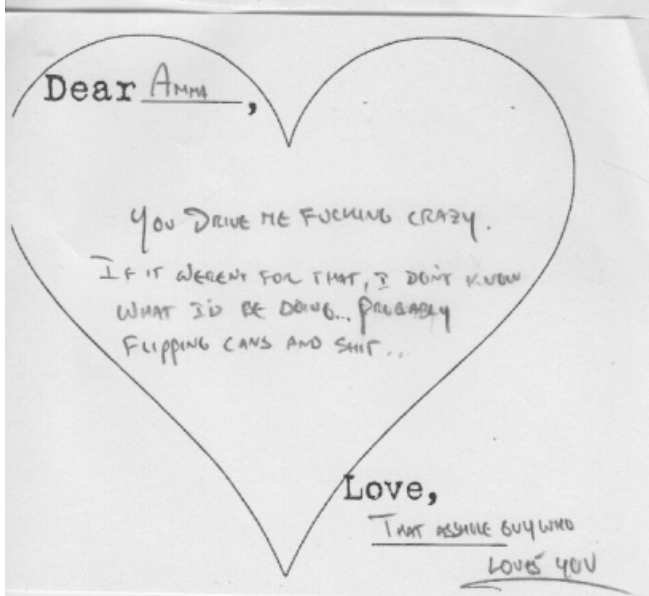 Dear Amma,
You Drive me fucking crazy.
If it werent for that, I don't know
what I'd be doing... Probably
flipping cans and shit..
Love,
That asshole guy who
loves you